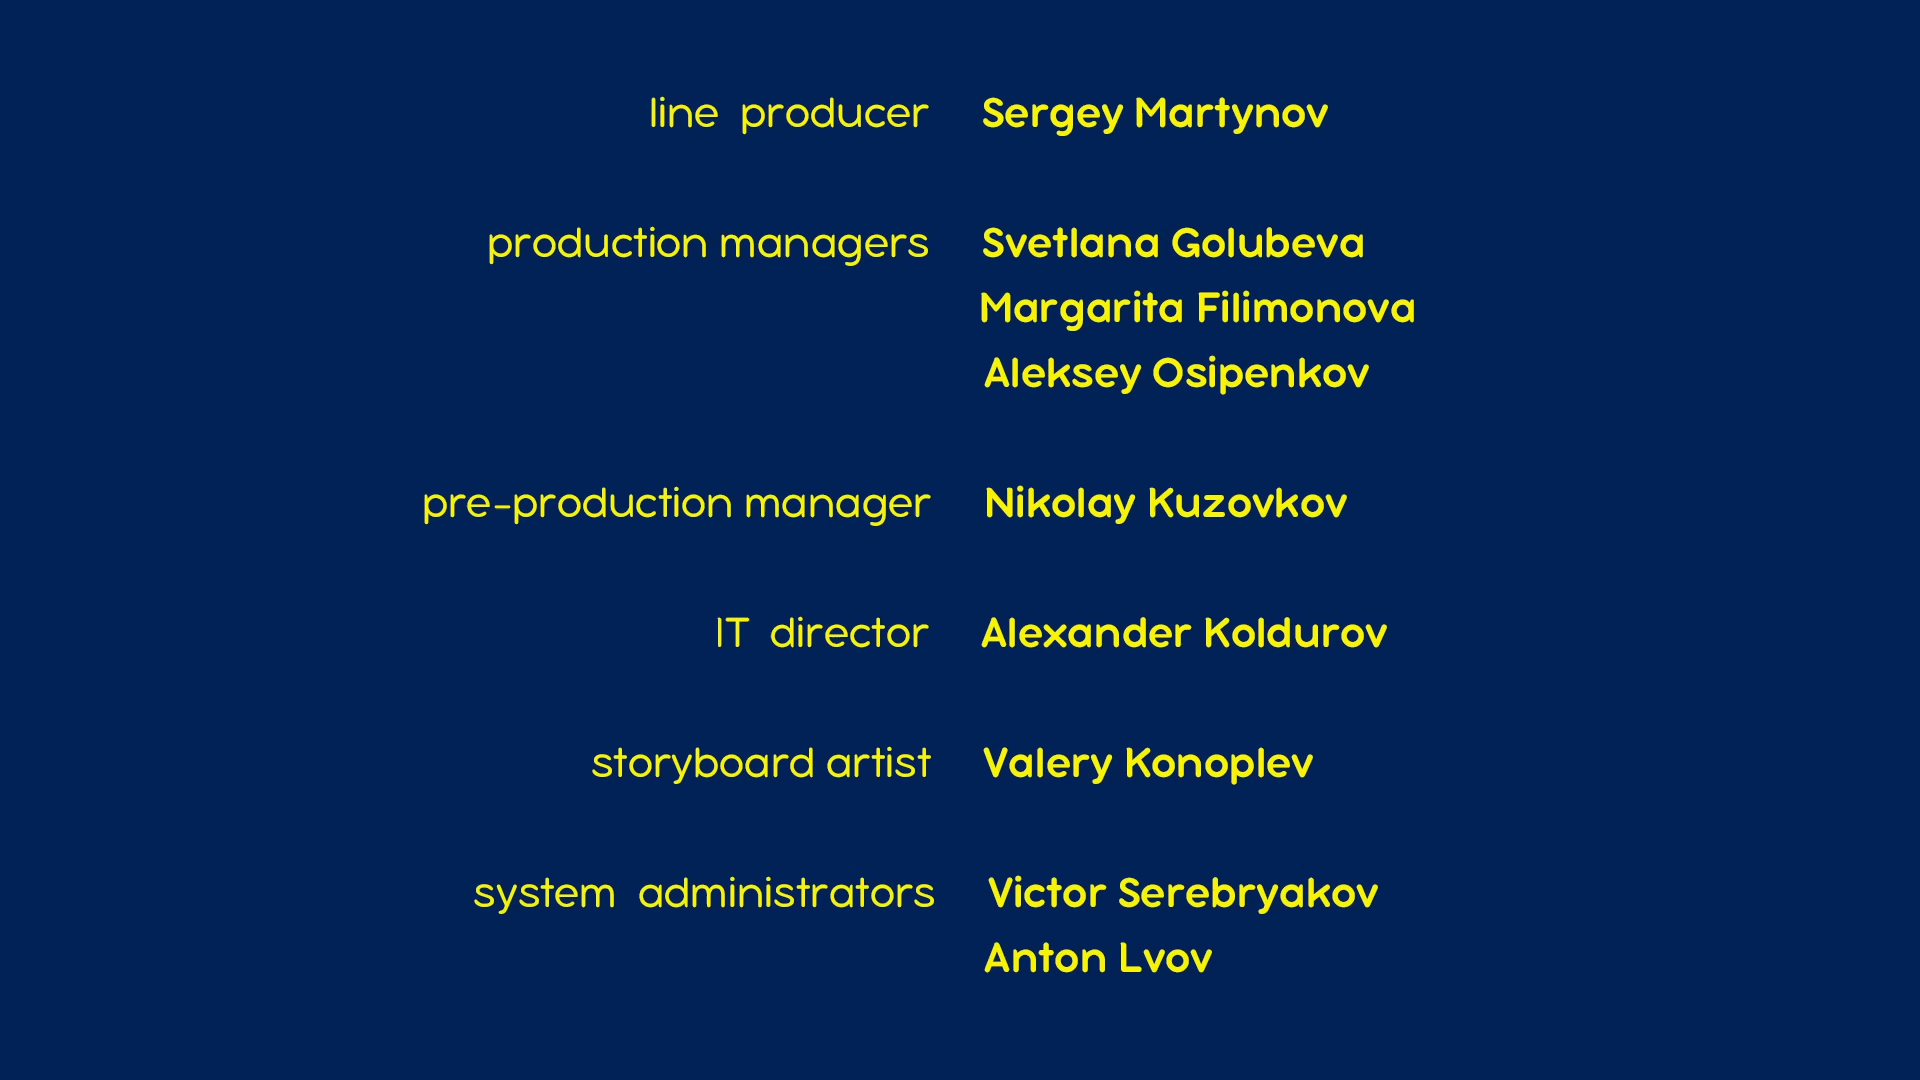 line producer Sergey Martynov
production managers Svetlana Golubeva
Margarita Filimonova
Aleksey Osipenkov
pre-production manager Nikolay Kuzovkov
IT director Alexander Koldurov
storyboard artist Valery Konoplev
system administrators Victor Serebryakov
Anton Lvov